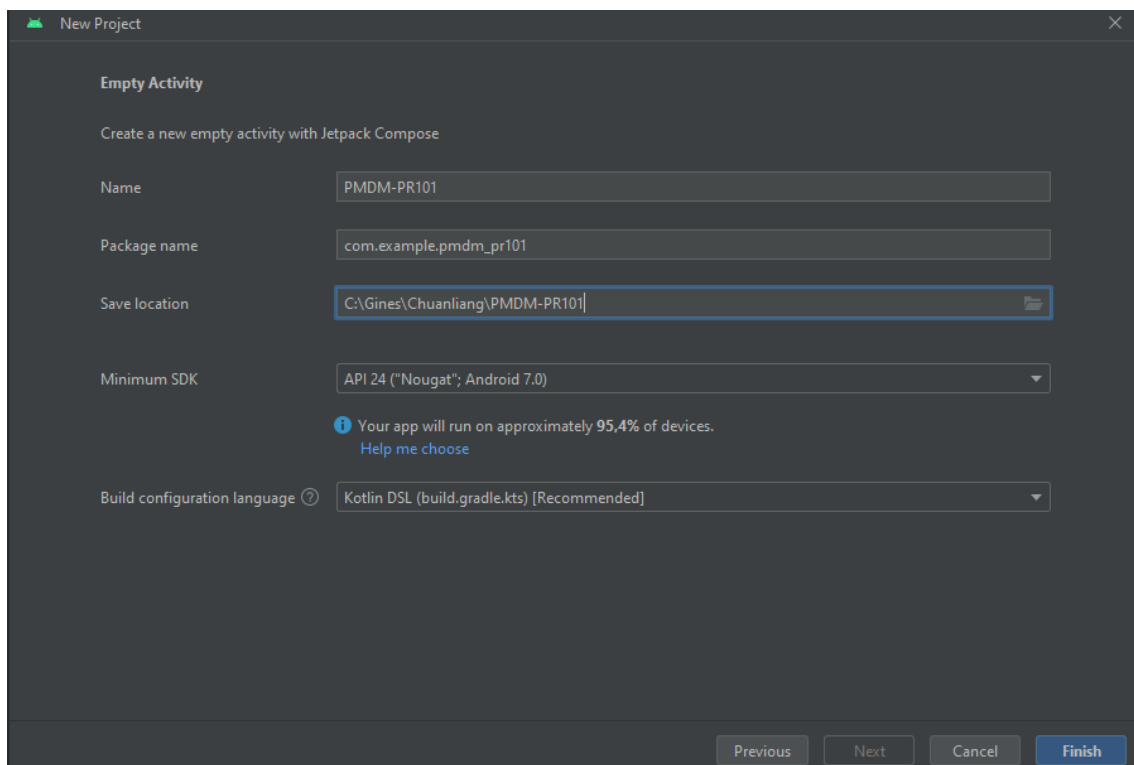 New Project
Empty Activity
Create a new empty activity with Jetpack Compose
Name PMDM-PR101
Package name com.example.pmdm_pr101
Save location C:\Gines\Chuanliang\PMDM-PR101
Minimum SDK API 24 ("Nougat"; Android 7.0)
Your app will run on approximately 95,4% of devices.
Help me choose
Build configuration language ? Kotlin DSL (build.gradle.kts) [Recommended]
Previous Next Cancel Finish